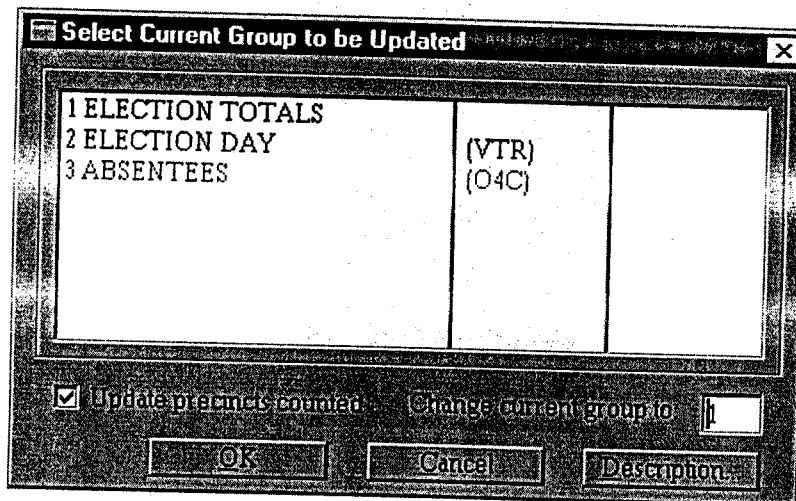 Select Current Group to be Updated
1 ELECTION TOTALS
2 ELECTION DAY (VTR)
3 ABSENTEES (O4C)
Update precincts counted Change current group to 1
OK Cancel Description...